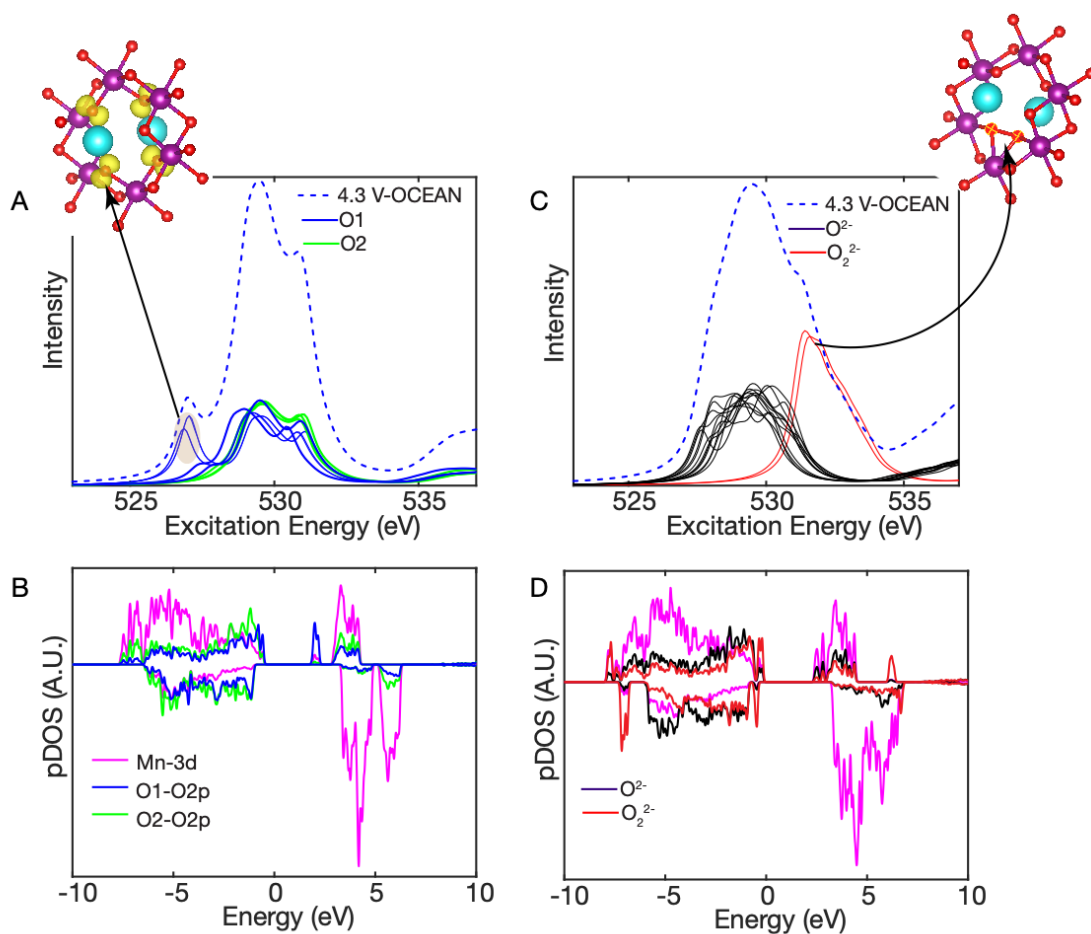 A
4.3 V-OCEAN
O1
O2
Intensity
525
530
535
Excitation Energy (eV)
C
4.3 V-OCEAN
O²⁻
O₂²⁻
Intensity
525
530
535
Excitation Energy (eV)
B
pDOS (A.U.)
Mn-3d
O1-O2p
O2-O2p
-10
-5
0
5
10
Energy (eV)
D
pDOS (A.U.)
O²⁻
O₂²⁻
-10
-5
0
5
10
Energy (eV)